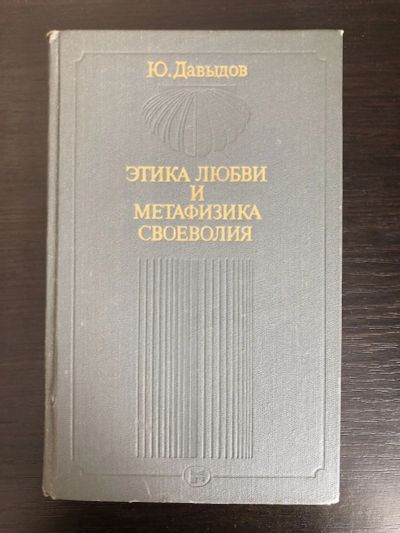 Ю. Давыдов
ЭТИКА ЛЮБВИ
И
МЕТАФИЗИКА
СВОЕВОЛИЯ